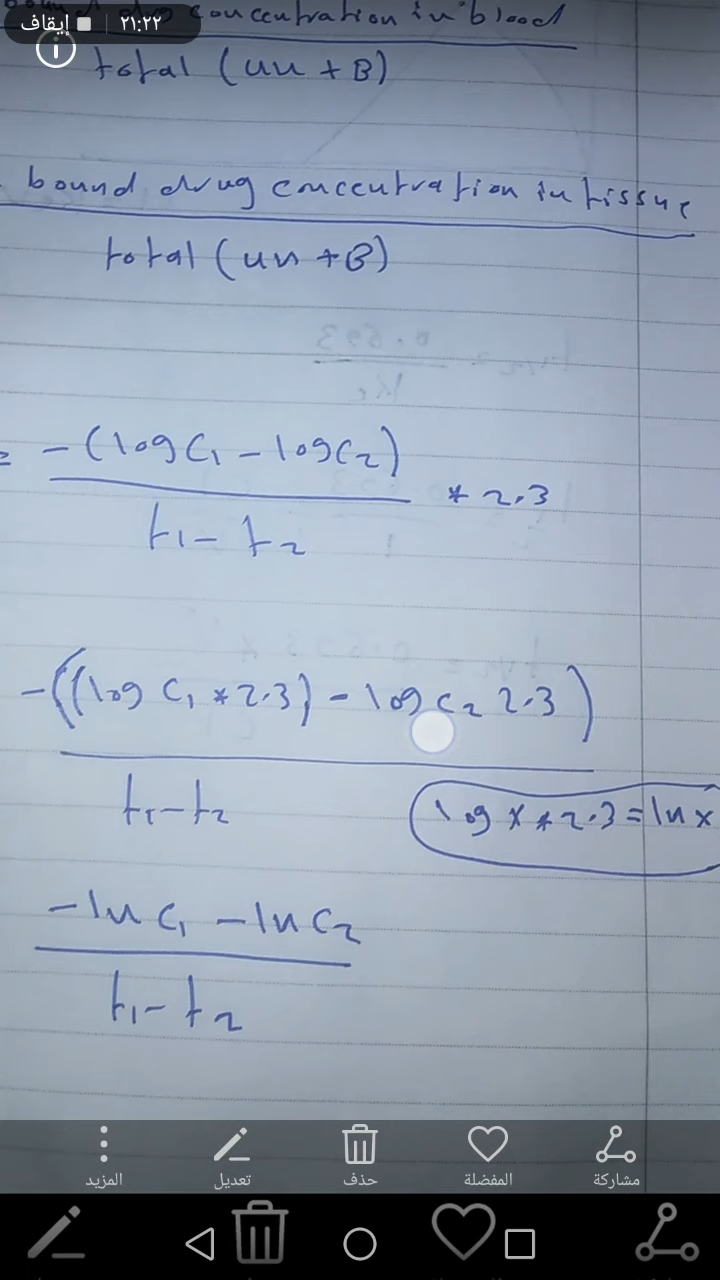 إيقاف ٢١:٢٢
concentration in blood
total (un + B)
bound drug concentration in tissue
total (un + B)
= -(log C₁ - log C₂)
* 2.3
t₁ - t₂
-((log C₁ * 2.3) - log C₂ 2.3)
t₁ - t₂
log x * 2.3 = ln x
-ln C₁ - ln C₂
t₁ - t₂
المزيد تعديل حذف المفضلة مشاركة